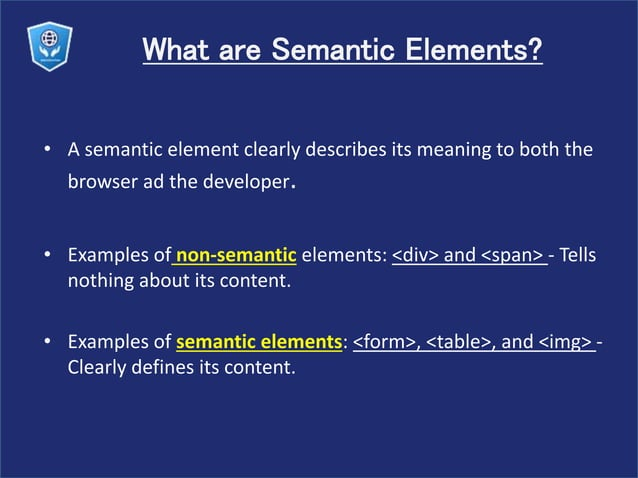 What are Semantic Elements?
• A semantic element clearly describes its meaning to both the
browser ad the developer.
• Examples of non-semantic elements: <div> and <span> - Tells
nothing about its content.
• Examples of semantic elements: <form>, <table>, and <img> -
Clearly defines its content.